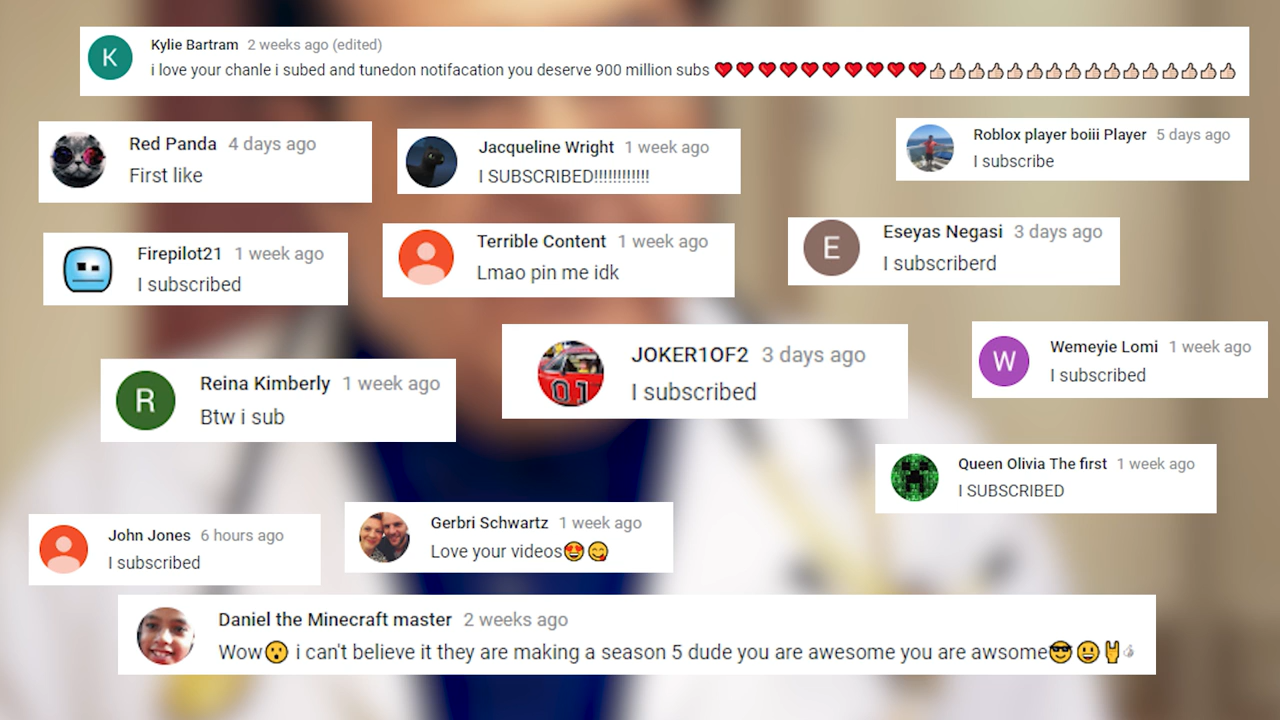 K
Kylie Bartram 2 weeks ago (edited)
i love your chanle i subed and tunedon notifacation you deserve 900 million subs ❤❤❤❤❤❤❤❤❤❤👍🏻👍🏻👍🏻👍🏻👍🏻👍🏻👍🏻👍🏻👍🏻👍🏻👍🏻👍🏻👍🏻👍🏻👍🏻👍🏻
Red Panda 4 days ago
First like
Jacqueline Wright 1 week ago
I SUBSCRIBED!!!!!!!!!!!!
Roblox player boiii Player 5 days ago
I subscribe
Firepilot21 1 week ago
I subscribed
Terrible Content 1 week ago
Lmao pin me idk
E
Eseyas Negasi 3 days ago
I subscriberd
R
Reina Kimberly 1 week ago
Btw i sub
01
JOKER1OF2 3 days ago
I subscribed
W
Wemeyie Lomi 1 week ago
I subscribed
Queen Olivia The first 1 week ago
I SUBSCRIBED
John Jones 6 hours ago
I subscribed
Gerbri Schwartz 1 week ago
Love your videos😍😋
Daniel the Minecraft master 2 weeks ago
Wow😮 i can't believe it they are making a season 5 dude you are awesome you are awsome😎😃🤘💍